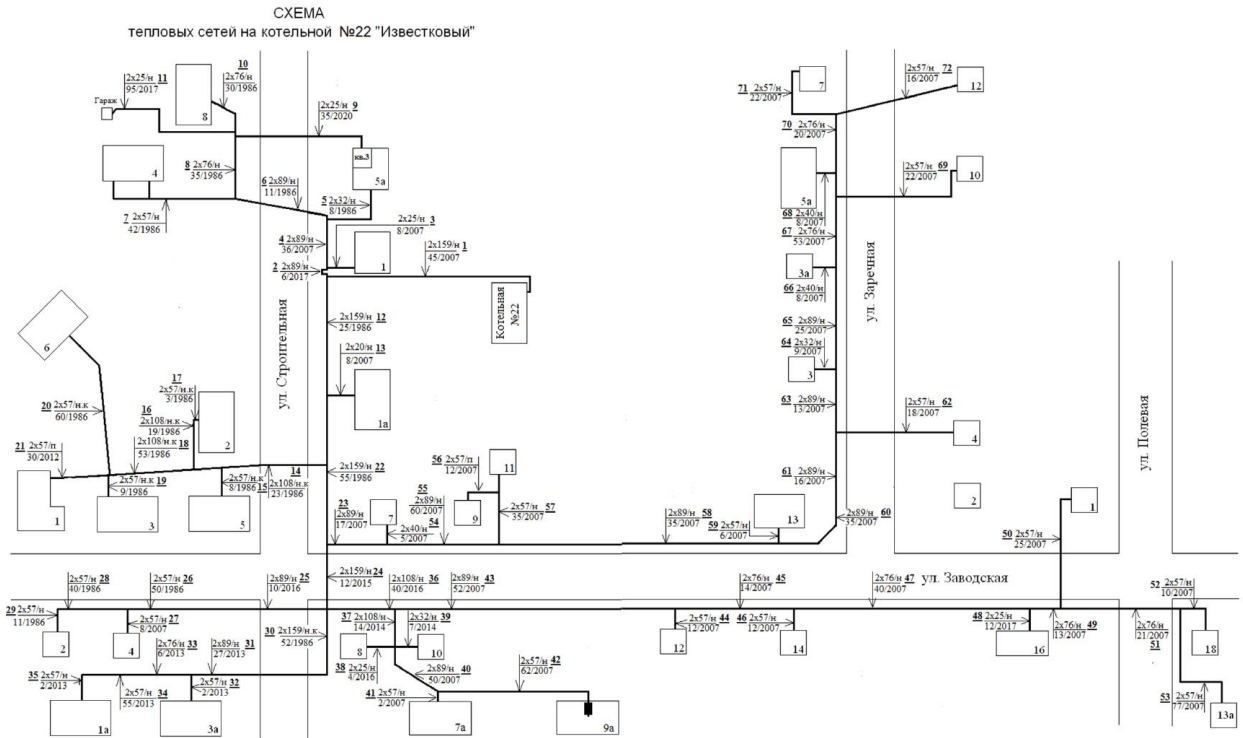 СХЕМА
тепловых сетей на котельной №22 "Известковый"
2х25/н 11
95/2017
Гараж
10
2х76/н
30/1986
8
2х25/н 9
35/2020
4
8 2х76/н
35/1986
кв.3
5а
6 2х89/н
11/1986
5 2х32/н
8/1986
7 2х57/н
42/1986
2х25/н 3
8/2007
4 2х89/н
36/2007
2х159/н 1
45/2007
1
2 2х89/н
6/2017
Котельная
№22
ул. Строительная
2х159/н 12
25/1986
2х20/н 13
8/2007
1а
6
20 2х57/н.к
60/1986
17
2х57/н.к
3/1986
16
2х108/н.к
19/1986
2х108/н.к 18
53/1986
2
21 2х57/п
30/2012
2х57/н.к 19
9/1986
2х57/н.к
8/1986 15
14
2х108/н.к
23/1986
1
3
5
2х159/н 22
55/1986
23
2х89/н
17/2007
7
2х40/н
5/2007
54
55
2х89/н
60/2007
56 2х57/п
12/2007
11
9
2х57/н 57
35/2007
2х89/н 58
35/2007
59 2х57/н
6/2007
13
2х89/н 60
35/2007
61 2х89/н
16/2007
2х57/н 62
18/2007
4
2
63 2х89/н
13/2007
3
64 2х32/н
9/2007
65 2х89/н
25/2007
66 2х40/н
8/2007
3а
67 2х76/н
53/2007
68 2х40/н
8/2007
5а
2х57/н 69
22/2007
10
70 2х76/н
20/2007
71 2х57/н
22/2007
7
2х57/н 72
16/2007
12
ул. Заречная
ул. Полевая
1
50 2х57/н
25/2007
ул. Заводская
2х57/н 28
40/1986
2х57/н 26
50/1986
2х89/н 25
10/2016
2х159/н 24
12/2015
2х108/н 36
40/2016
2х89/н 43
52/2007
2х76/н 45
14/2007
2х76/н 47
40/2007
52
2х57/н
10/2007
29 2х57/н
11/1986
2
2х57/н 27
8/2007
4
30 2х159/н.к
52/1986
37 2х108/н
14/2014
2х32/н 39
7/2014
8
10
38 2х25/н
4/2016
2х89/н 40
50/2007
41 2х57/н
2/2007
2х57/н 42
62/2007
7а
9а
2х57/н 44
12/2007
12
46 2х57/н
12/2007
14
48 2х25/н
12/2017
16
2х76/н 49
13/2007
2х76/н
21/2007
51
18
53 2х57/н
77/2007
13а
2х76/н 33
6/2013
2х89/н 31
27/2013
35 2х57/н
2/2013
2х57/н 34
55/2013
2х57/н 32
2/2013
1а
3а